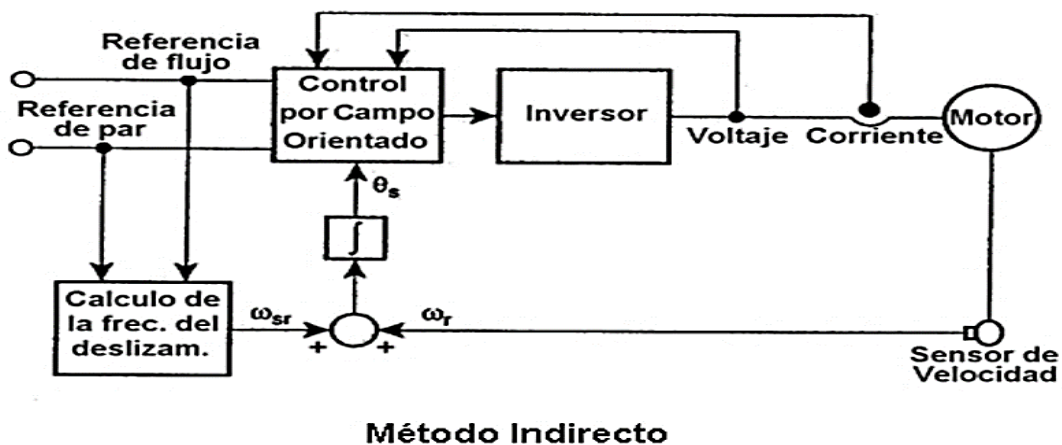 Referencia
de flujo
Referencia
de par
Control
por Campo
Orientado
Inversor
Voltaje
Corriente
Motor
θs
∫
Calculo de
la frec. del
deslizam.
ωsr
+
+
ωr
Sensor de
Velocidad
Método Indirecto